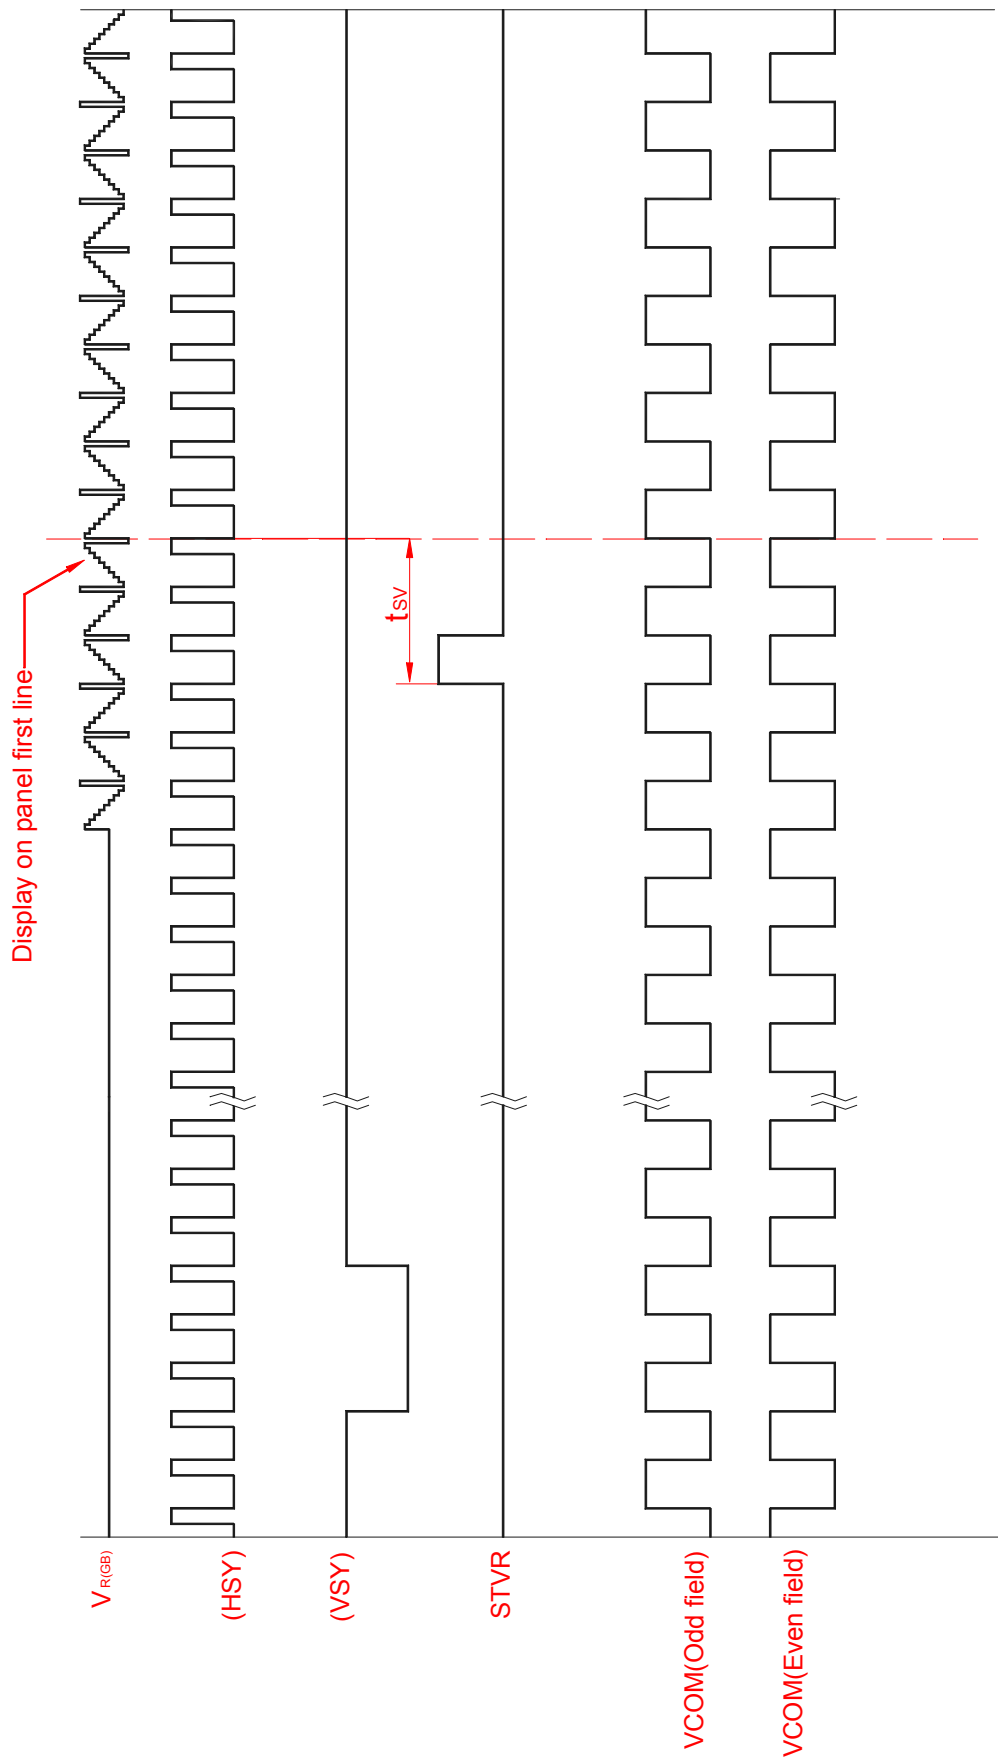 Display on panel first line
tSV
VR(GB)
(HSY)
(VSY)
STVR
VCOM(Odd field)
VCOM(Even field)